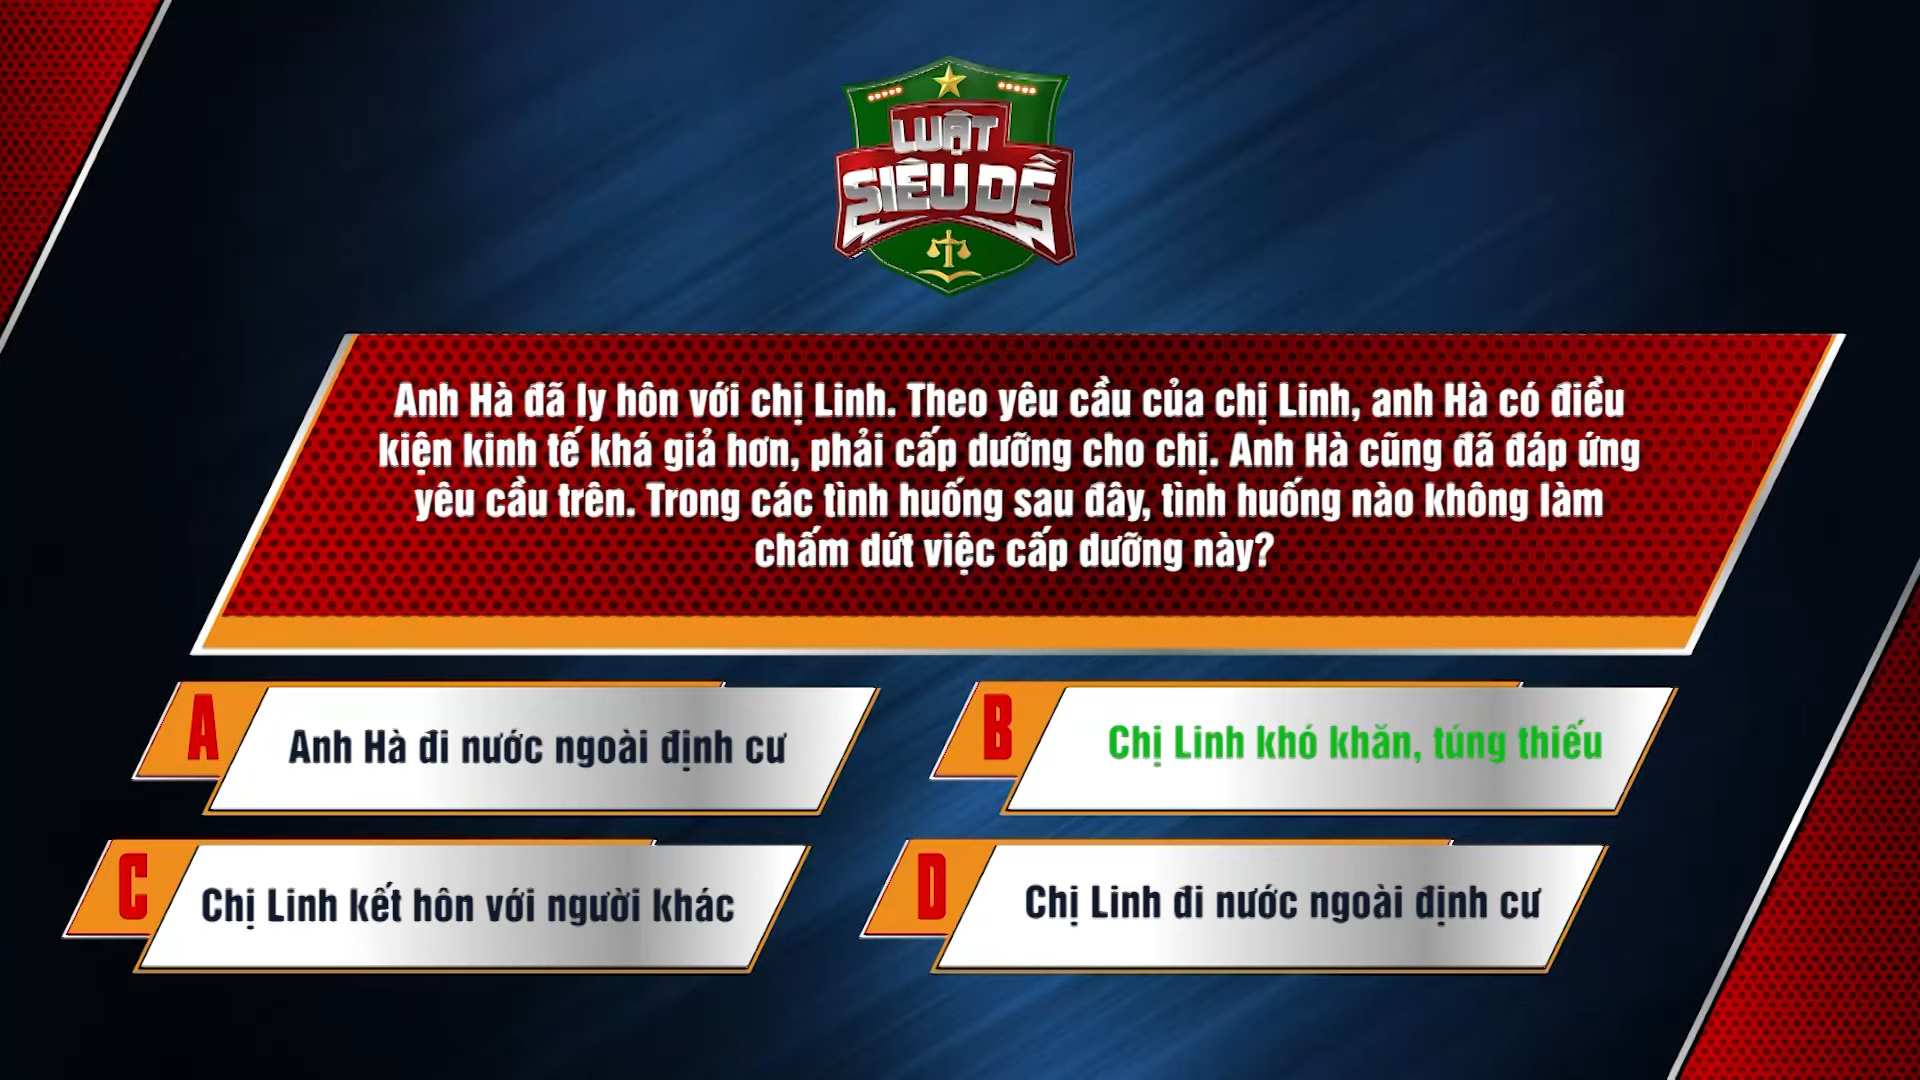 LUẬT
SIÊU DỄ
Anh Hà đã ly hôn với chị Linh. Theo yêu cầu của chị Linh, anh Hà có điều
kiện kinh tế khá giả hơn, phải cấp dưỡng cho chị. Anh Hà cũng đã đáp ứng
yêu cầu trên. Trong các tình huống sau đây, tình huống nào không làm
chấm dứt việc cấp dưỡng này?
A Anh Hà đi nước ngoài định cư
B Chị Linh khó khăn, túng thiếu
C Chị Linh kết hôn với người khác
D Chị Linh đi nước ngoài định cư